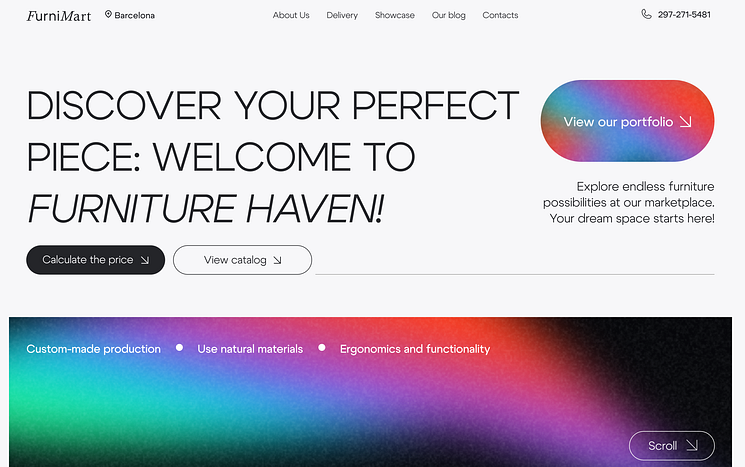 FurniMart
Barcelona
About Us
Delivery
Showcase
Our blog
Contacts
297-271-5481
DISCOVER YOUR PERFECT
PIECE: WELCOME TO
FURNITURE HAVEN!
View our portfolio
Explore endless furniture
possibilities at our marketplace.
Your dream space starts here!
Calculate the price
View catalog
Custom-made production
Use natural materials
Ergonomics and functionality
Scroll